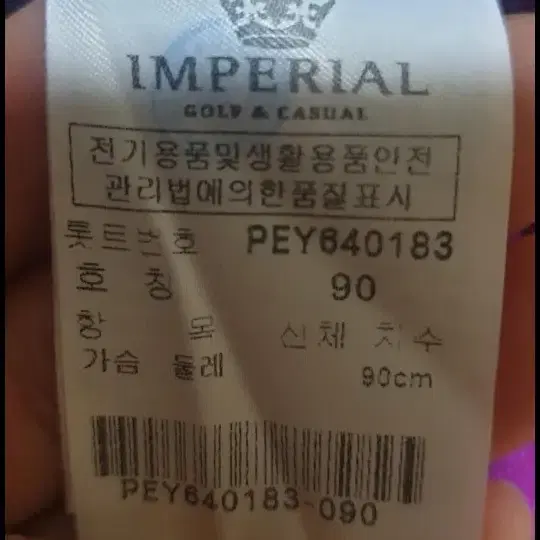 IMPERIAL
GOLF & CASUAL
전기용품및생활용품안전
관리법에의한품질표시
롯트번호 PEY640183
호 칭 90
항 목 신체 치수
가슴 둘레 90cm
PEY640183-090